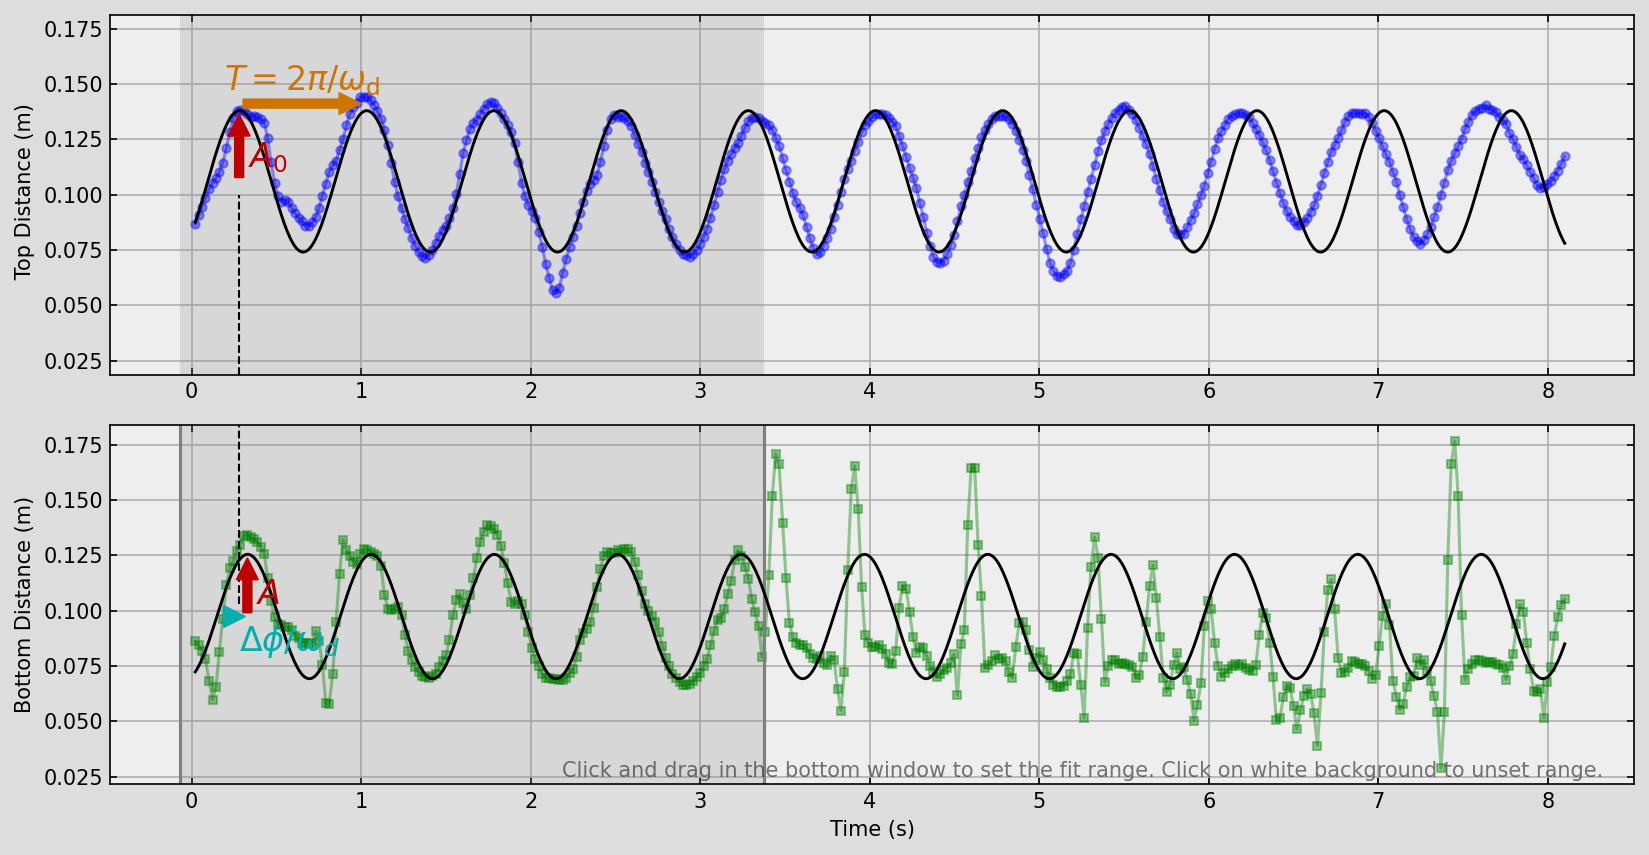 0.175
0.150
0.125
0.100
0.075
0.050
0.025
Top Distance (m)
T = 2π/ω_d
A_0
0 1 2 3 4 5 6 7 8
0.175
0.150
0.125
0.100
0.075
0.050
0.025
Bottom Distance (m)
A
Δϕ/ω_d
Click and drag in the bottom window to set the fit range. Click on white background to unset range.
0 1 2 3 4 5 6 7 8
Time (s)